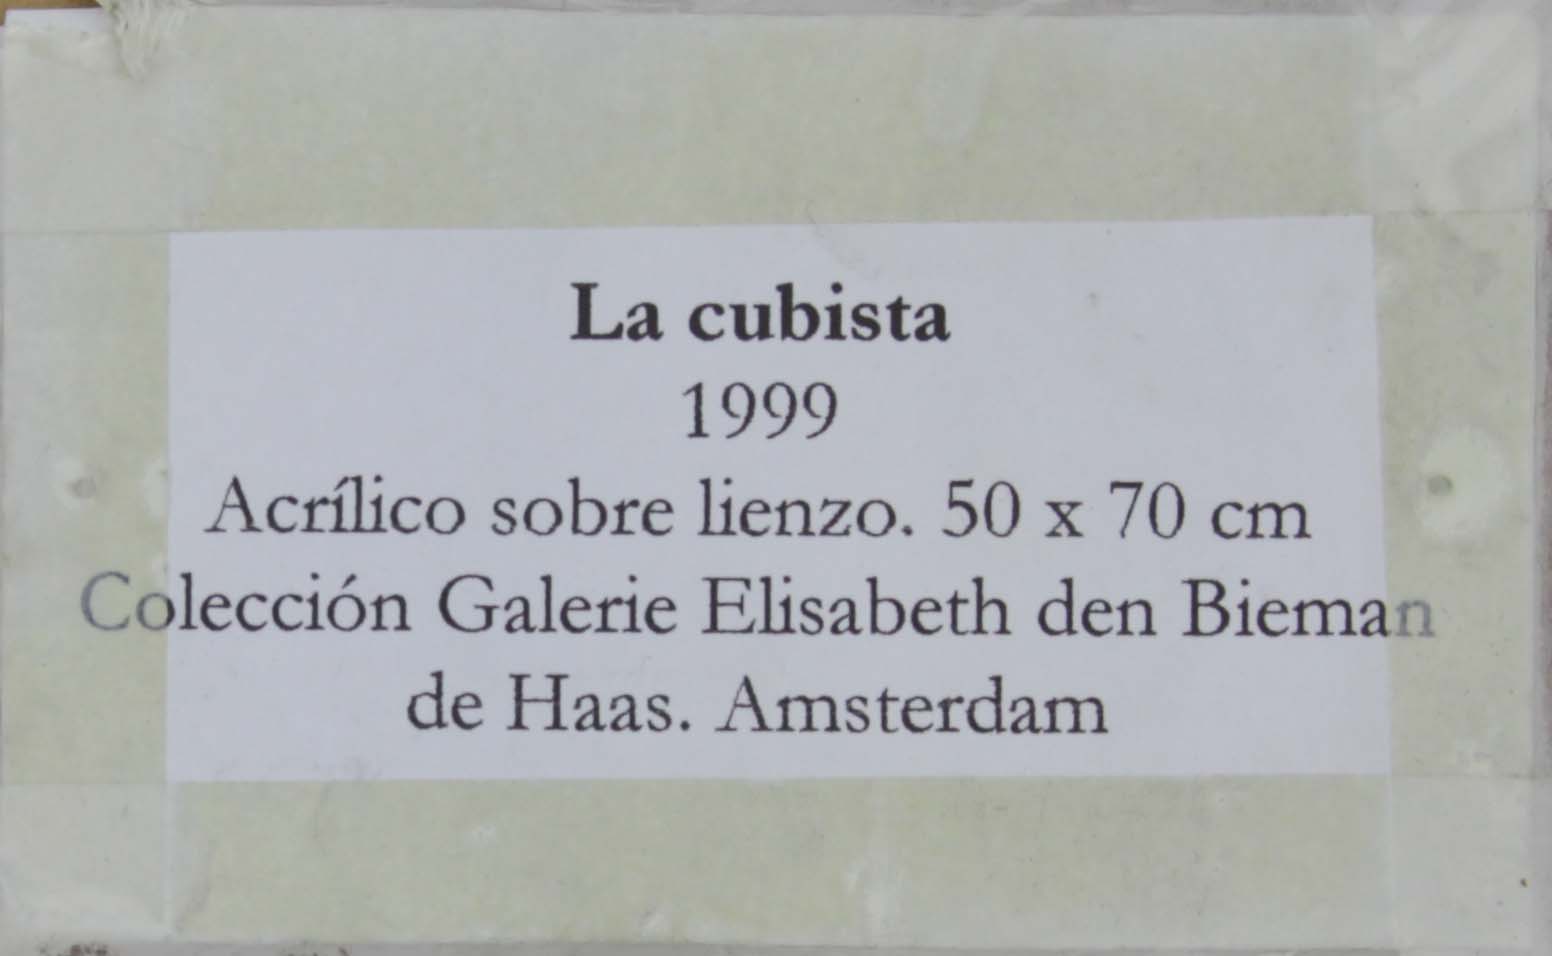 La cubista
1999
Acrílico sobre lienzo. 50 x 70 cm
Colección Galerie Elisabeth den Bieman
de Haas. Amsterdam